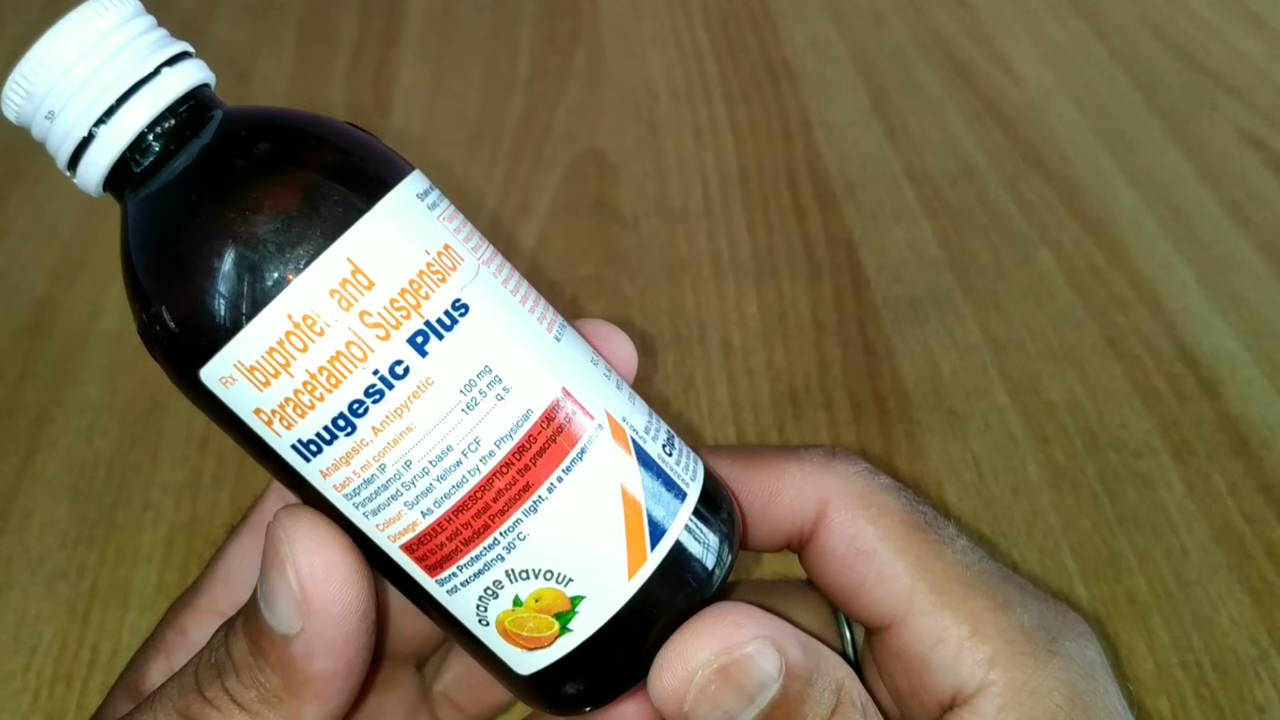 SP
Rx
Ibuprofen and
Paracetamol Suspension
Ibugesic Plus
Analgesic, Antipyretic
Each 5 ml contains:
Ibuprofen IP .................... 100 mg
Paracetamol IP .............. 162.5 mg
Flavoured Syrup base .............. q.s.
Colour: Sunset Yellow FCF
Dosage: As directed by the Physician
SCHEDULE H PRESCRIPTION DRUG - CAUTION
Not to be sold by retail without the prescription of a
Registered Medical Practitioner.
Store Protected from light, at a temperature
not exceeding 30°C.
orange flavour